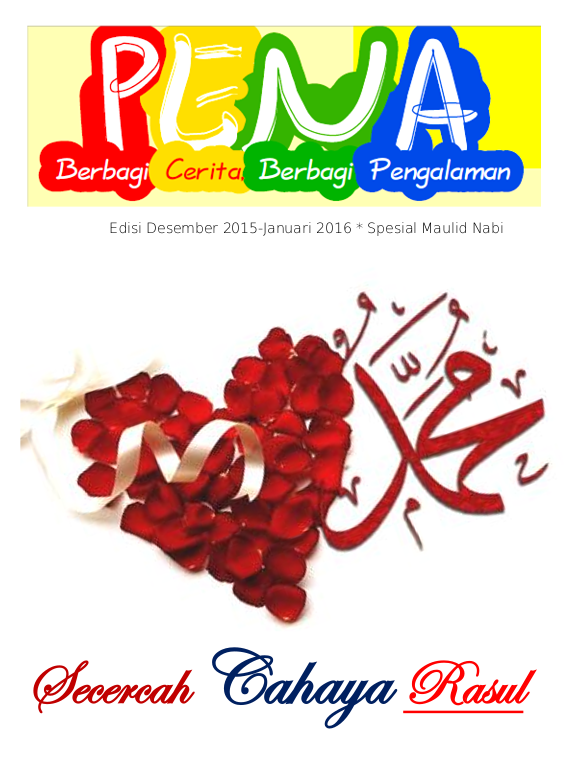 PENA
Berbagi Cerita, Berbagi Pengalaman
Edisi Desember 2015-Januari 2016 * Spesial Maulid Nabi
محمد
Secercah Cahaya Rasul